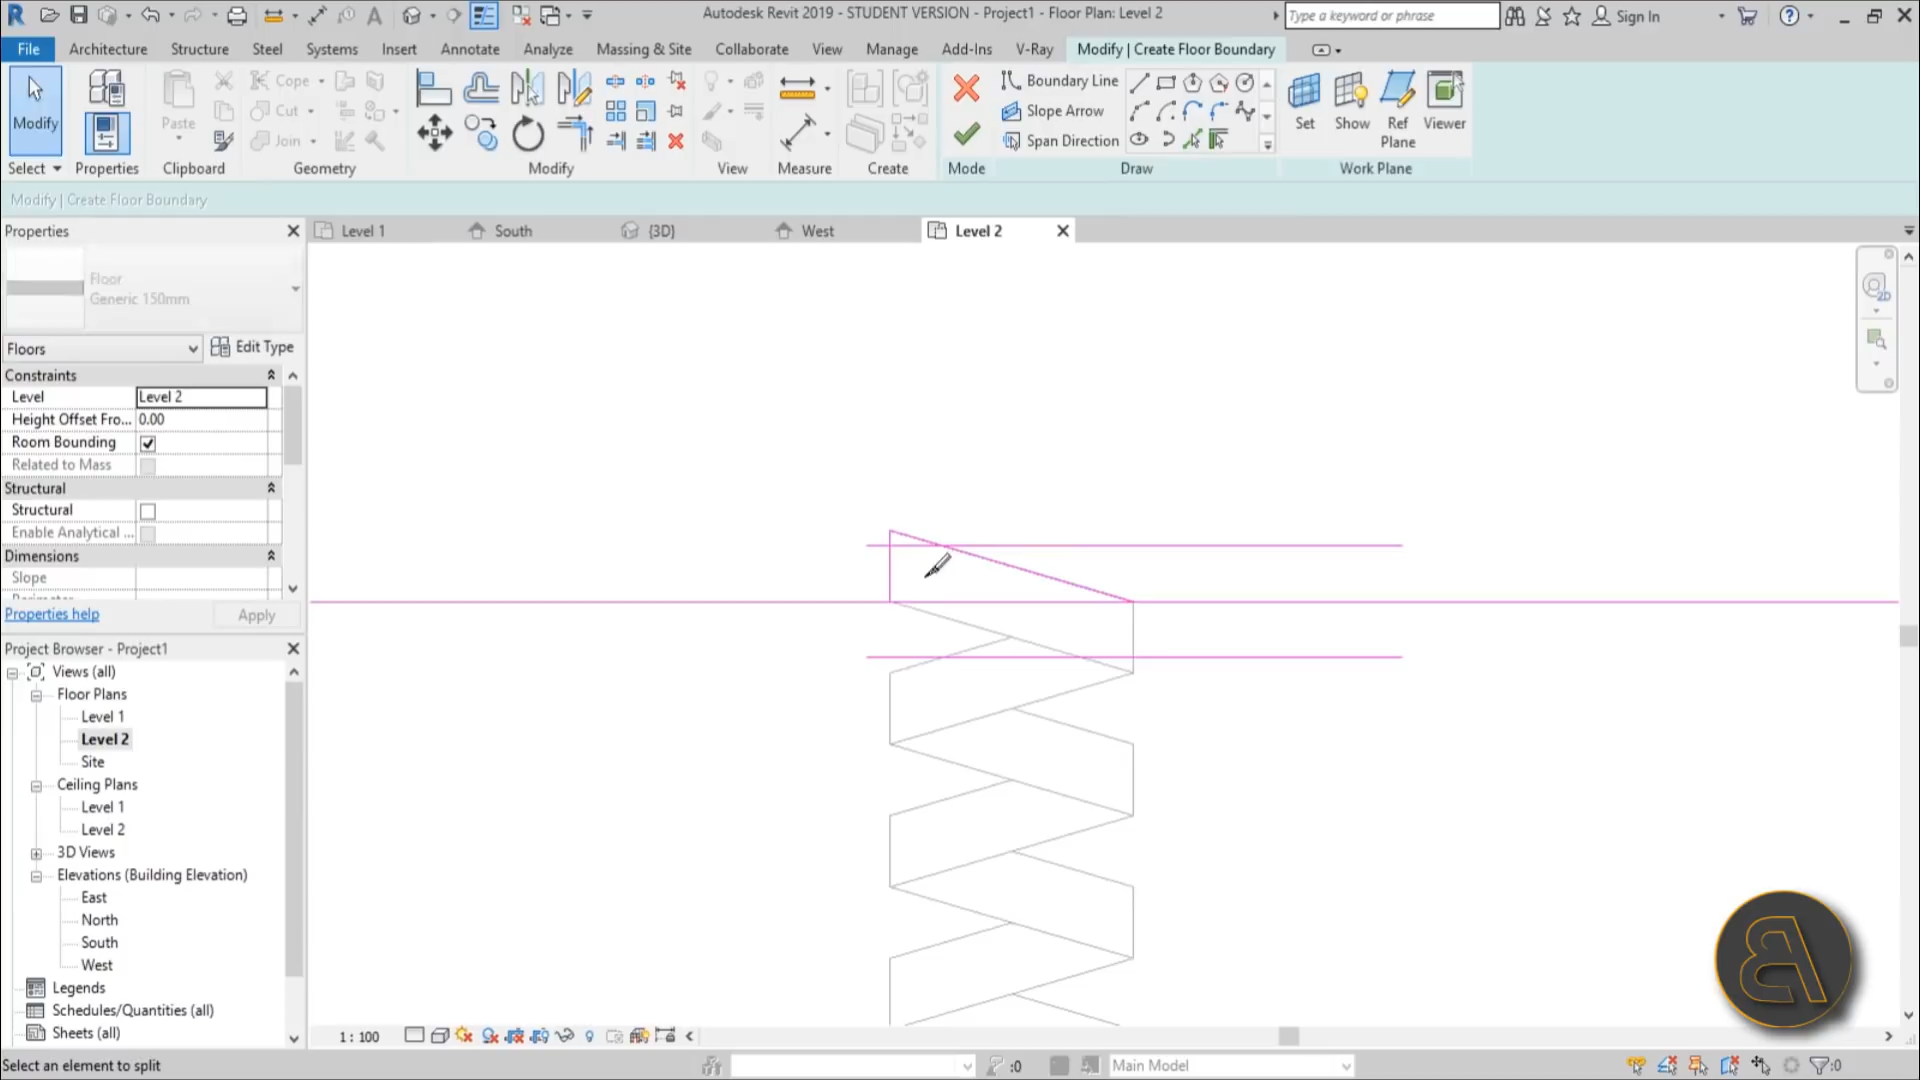 Autodesk Revit 2019 - STUDENT VERSION - Project1 - Floor Plan: Level 2
Type a keyword or phrase
Sign In
File
Architecture
Structure
Steel
Systems
Insert
Annotate
Analyze
Massing & Site
Collaborate
View
Manage
Add-Ins
V-Ray
Modify | Create Floor Boundary
Modify
Paste
Cope
Cut
Join
Boundary Line
Slope Arrow
Span Direction
Set
Show
Ref
Plane
Viewer
Select
Properties
Clipboard
Geometry
Modify
View
Measure
Create
Mode
Draw
Work Plane
Modify | Create Floor Boundary
Properties
Level 1
South
{3D}
West
Level 2
Floor
Generic 150mm
Floors
Edit Type
Constraints
Level
Level 2
Height Offset Fro...
0.00
Room Bounding
Related to Mass
Structural
Structural
Enable Analytical ...
Dimensions
Slope
Properties help
Apply
Project Browser - Project1
Views (all)
Floor Plans
Level 1
Level 2
Site
Ceiling Plans
Level 1
Level 2
3D Views
Elevations (Building Elevation)
East
North
South
West
Legends
Schedules/Quantities (all)
Sheets (all)
1 : 100
Select an element to split
:0
Main Model
:0
2D